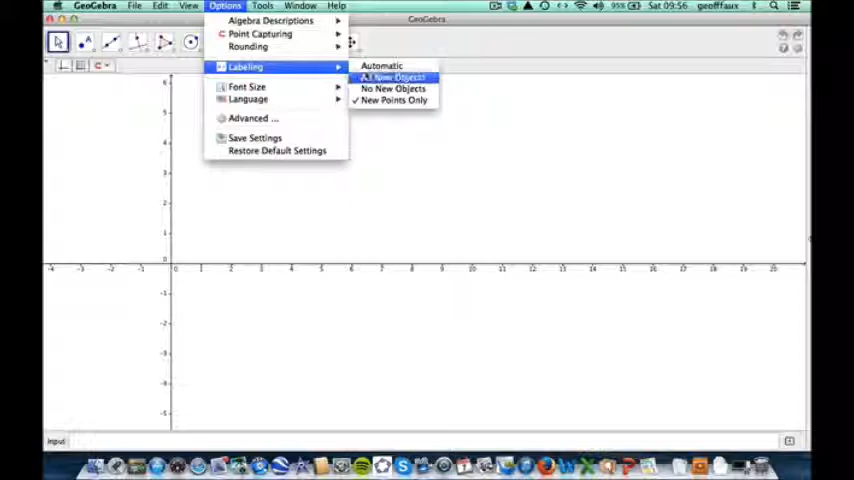 GeoGebra File Edit View Options Tools Window Help 95% Sat 09:56 geofffaux
GeoGebra
Algebra Descriptions
Point Capturing
Rounding
Labeling
Automatic
All New Objects
No New Objects
✓ New Points Only
Font Size
Language
Advanced ...
Save Settings
Restore Default Settings
6
5
4
3
2
1
0
-4 -3 -2 -1 0 1 2 3 4 5 6 7 8 9 10 11 12 13 14 15 16 17 18 19 20
-1
-2
-3
-4
-5
Input: